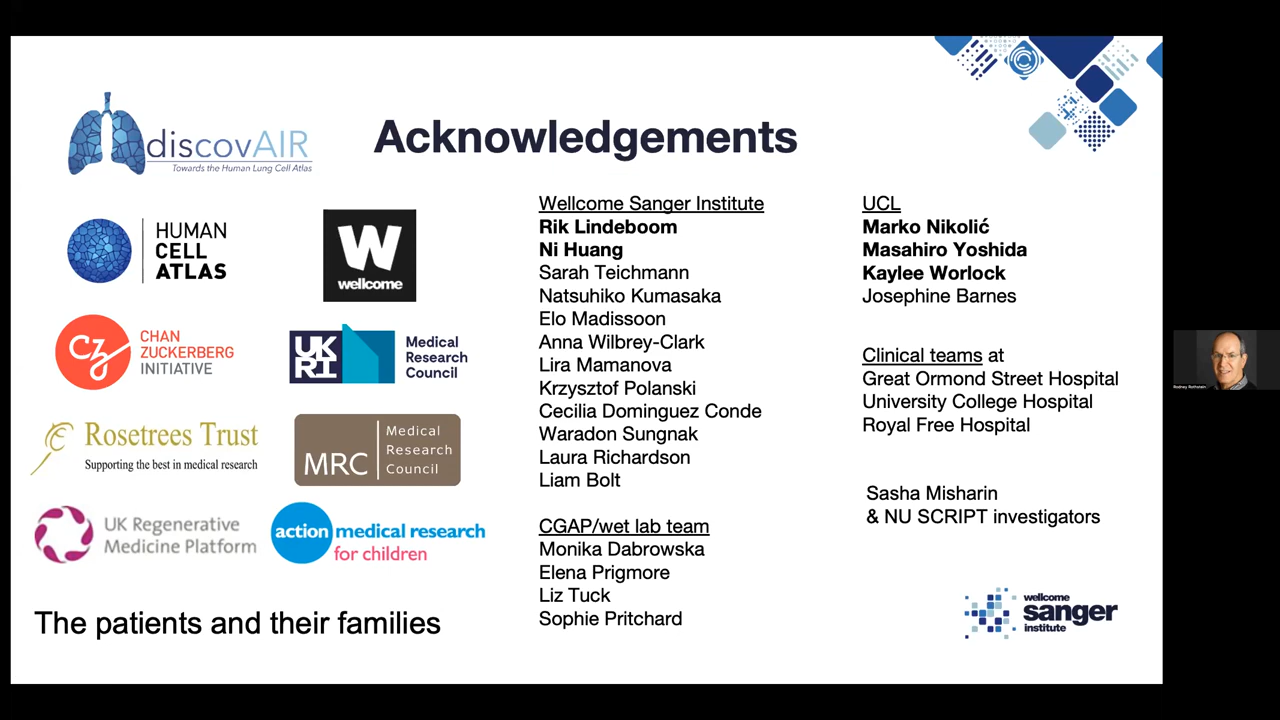 discovAIR
Towards the Human Lung Cell Atlas
Acknowledgements
HUMAN
CELL
ATLAS
W
wellcome
CZ
CHAN
ZUCKERBERG
INITIATIVE
UK
RI
Medical
Research
Council
Rosetrees Trust
Supporting the best in medical research
MRC
Medical
Research
Council
UK Regenerative
Medicine Platform
action medical research
for children
The patients and their families
Wellcome Sanger Institute
Rik Lindeboom
Ni Huang
Sarah Teichmann
Natsuhiko Kumasaka
Elo Madissoon
Anna Wilbrey-Clark
Lira Mamanova
Krzysztof Polanski
Cecilia Dominguez Conde
Waradon Sungnak
Laura Richardson
Liam Bolt
CGAP/wet lab team
Monika Dabrowska
Elena Prigmore
Liz Tuck
Sophie Pritchard
UCL
Marko Nikolić
Masahiro Yoshida
Kaylee Worlock
Josephine Barnes
Clinical teams at
Great Ormond Street Hospital
University College Hospital
Royal Free Hospital
Sasha Misharin
& NU SCRIPT investigators
wellcome
sanger
institute
Rodney Rothstein